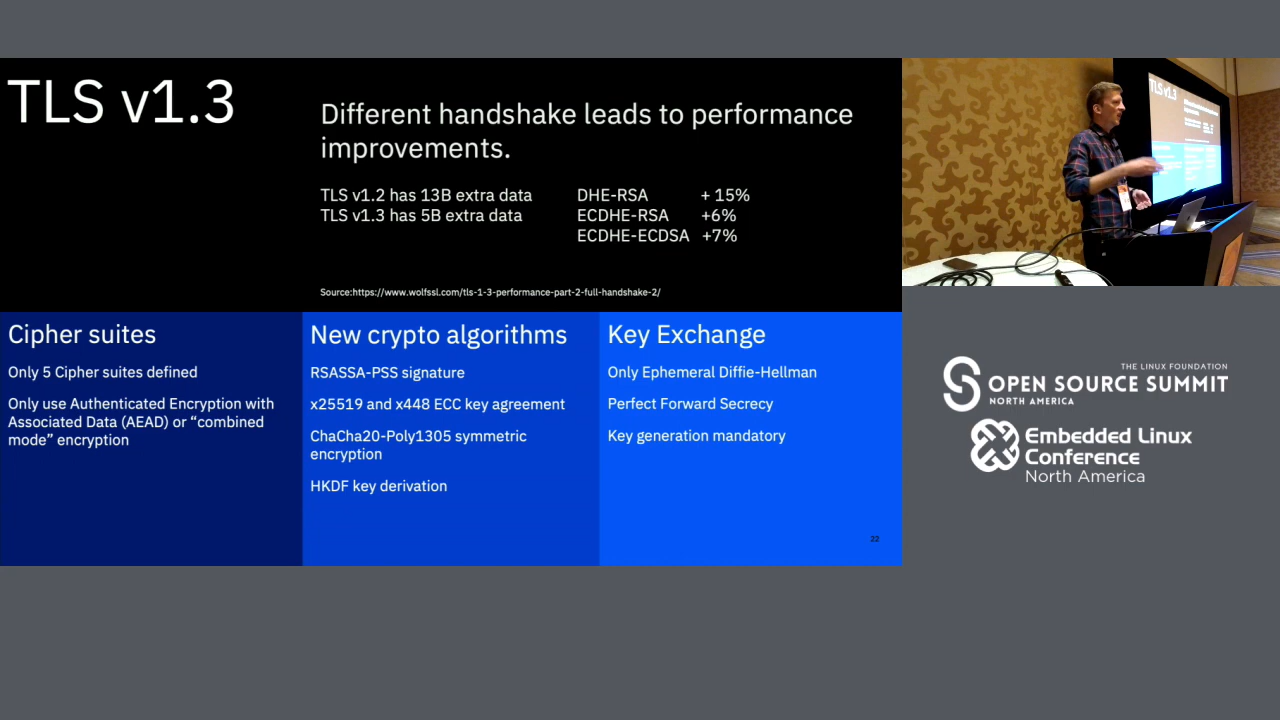 TLS v1.3
Different handshake leads to performance
improvements.
TLS v1.2 has 13B extra data
TLS v1.3 has 5B extra data
DHE-RSA + 15%
ECDHE-RSA +6%
ECDHE-ECDSA +7%
Source:https://www.wolfssl.com/tls-1-3-performance-part-2-full-handshake-2/
Cipher suites
Only 5 Cipher suites defined
Only use Authenticated Encryption with
Associated Data (AEAD) or “combined
mode” encryption
New crypto algorithms
RSASSA-PSS signature
x25519 and x448 ECC key agreement
ChaCha20-Poly1305 symmetric
encryption
HKDF key derivation
Key Exchange
Only Ephemeral Diffie-Hellman
Perfect Forward Secrecy
Key generation mandatory
22
TLS v1.3
THE LINUX FOUNDATION
OPEN SOURCE SUMMIT
NORTH AMERICA
Embedded Linux
Conference
North America